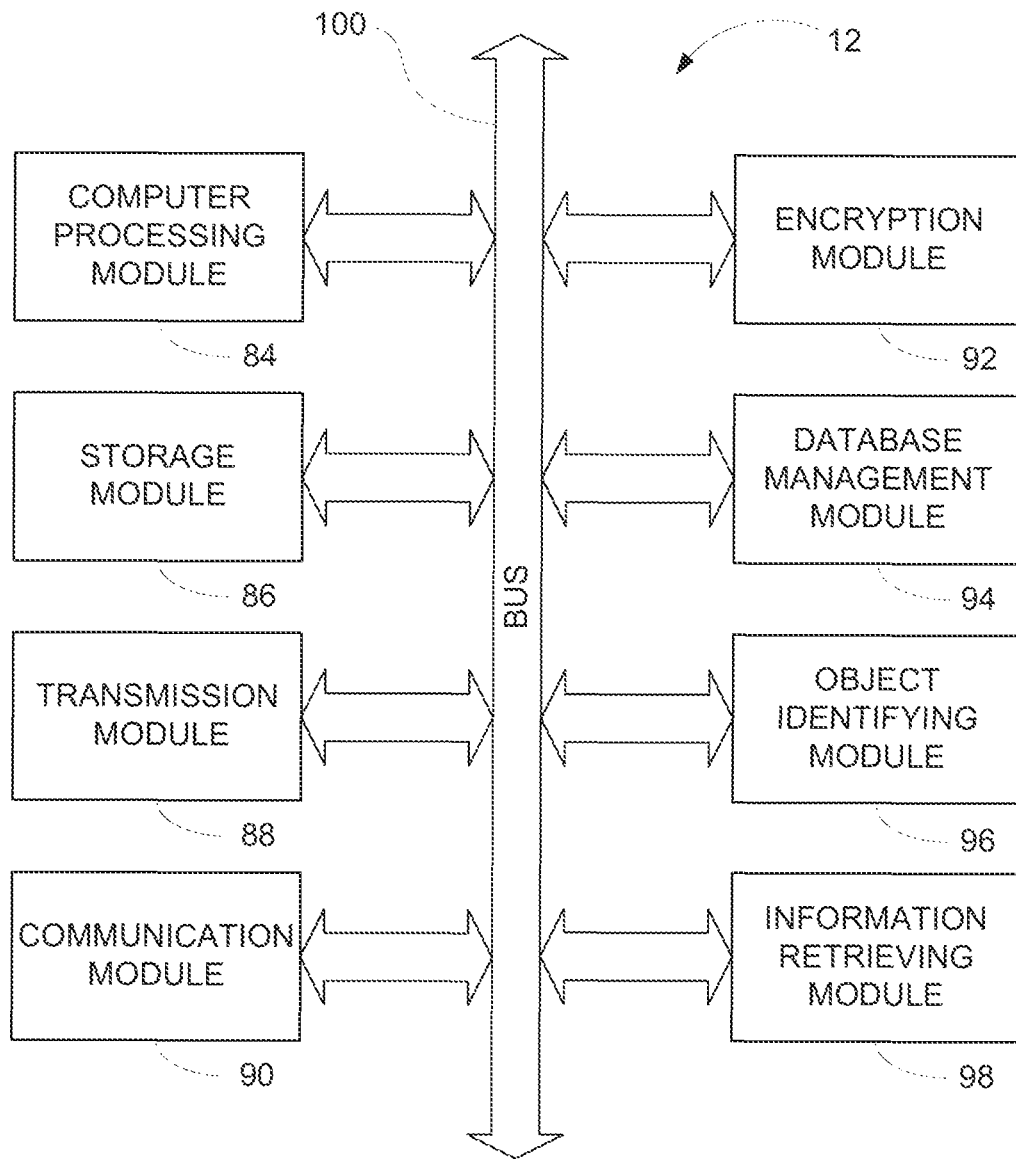 100
12
COMPUTER
PROCESSING
MODULE
84
ENCRYPTION
MODULE
92
STORAGE
MODULE
86
DATABASE
MANAGEMENT
MODULE
94
BUS
TRANSMISSION
MODULE
88
OBJECT
IDENTIFYING
MODULE
96
COMMUNICATION
MODULE
90
INFORMATION
RETRIEVING
MODULE
98